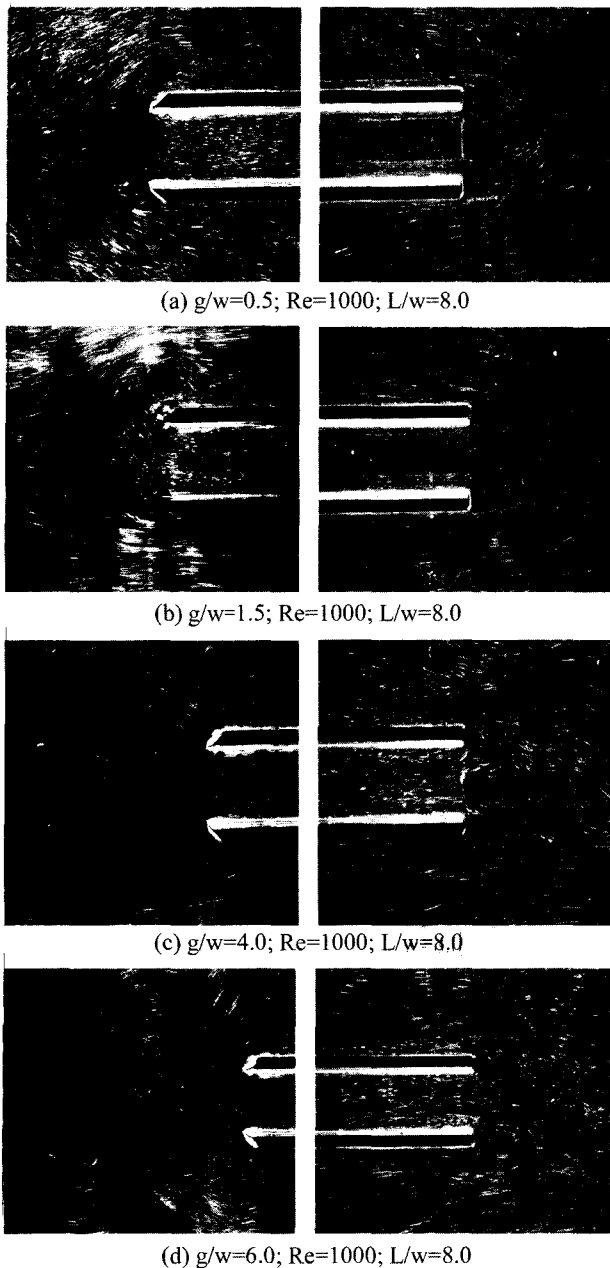 (a) g/w=0.5; Re=1000; L/w=8.0
(b) g/w=1.5; Re=1000; L/w=8.0
(c) g/w=4.0; Re=1000; L/w=8.0
(d) g/w=6.0; Re=1000; L/w=8.0